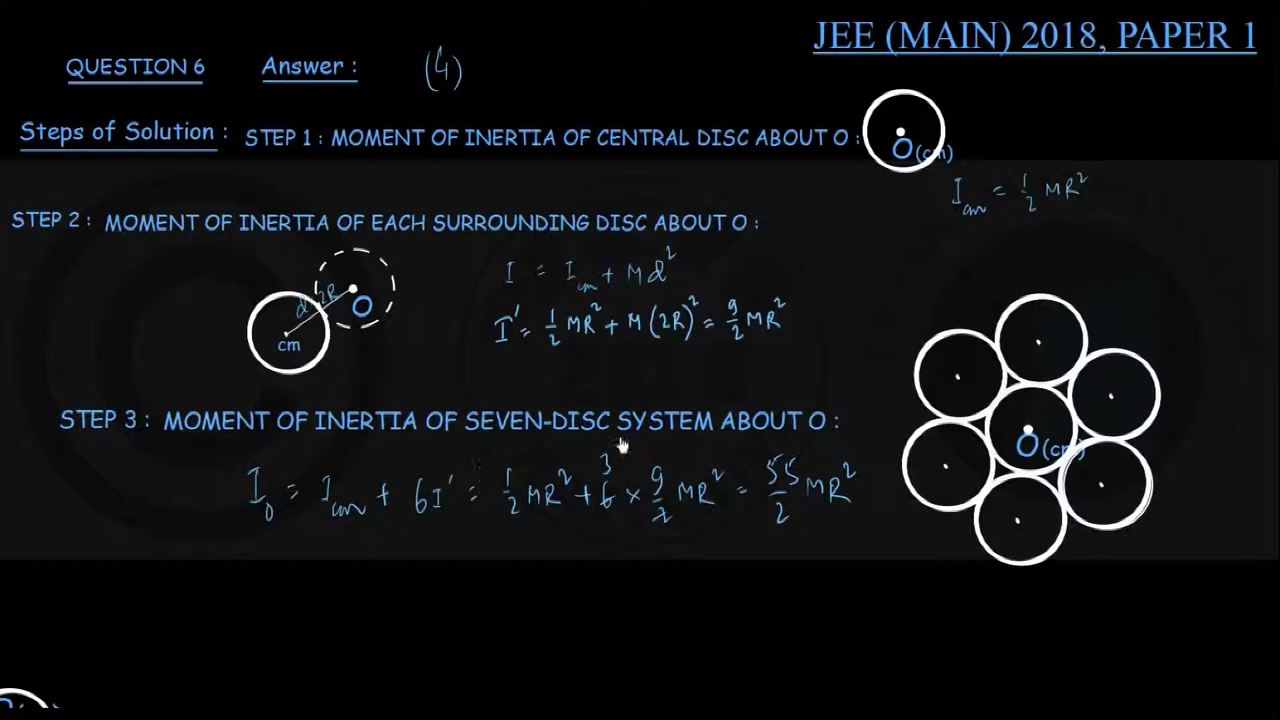 JEE (MAIN) 2018, PAPER 1
QUESTION 6 Answer : (4)
Steps of Solution : STEP 1 : MOMENT OF INERTIA OF CENTRAL DISC ABOUT O :
O (cm)
I_cm = 1/2 MR²
STEP 2 : MOMENT OF INERTIA OF EACH SURROUNDING DISC ABOUT O :
d 2R
O
cm
I = I_cm + Md²
I' = 1/2 MR² + M(2R)² = 9/2 MR²
STEP 3 : MOMENT OF INERTIA OF SEVEN-DISC SYSTEM ABOUT O :
O (cm)
3
I_0 = I_cm + 6I' = 1/2 MR² + 6 × 9/2 MR² = 55/2 MR²